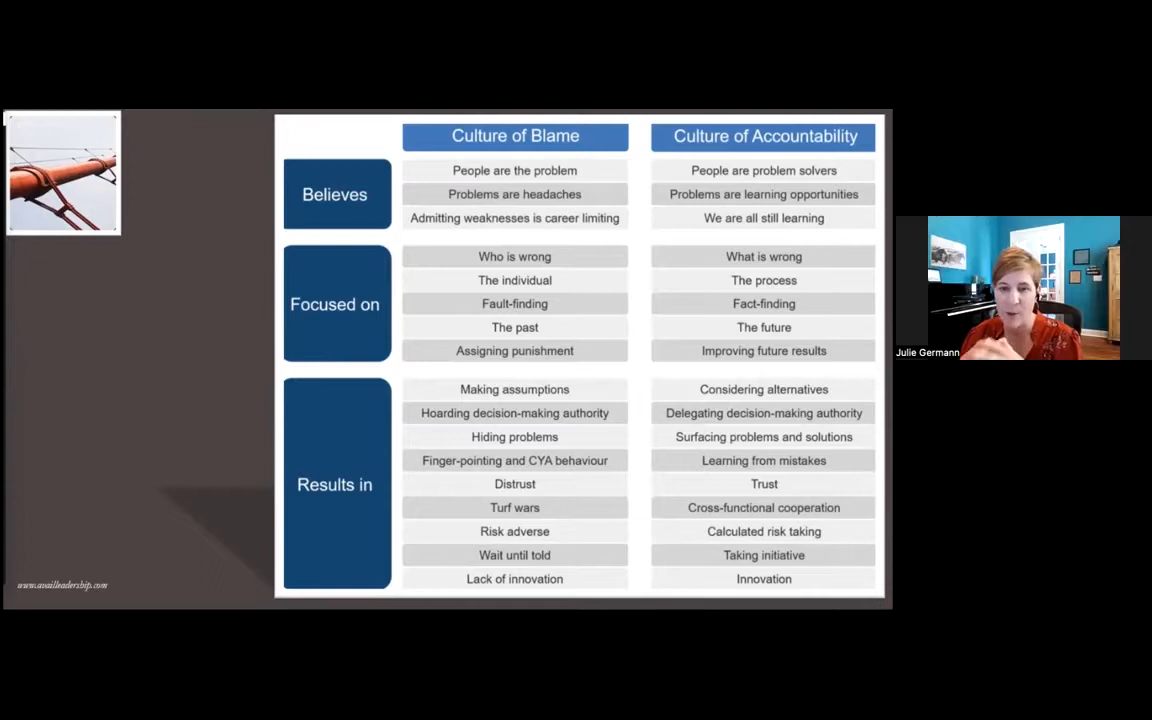 Culture of Blame Culture of Accountability
Believes
People are the problem People are problem solvers
Problems are headaches Problems are learning opportunities
Admitting weaknesses is career limiting We are all still learning
Focused on
Who is wrong What is wrong
The individual The process
Fault-finding Fact-finding
The past The future
Assigning punishment Improving future results
Results in
Making assumptions Considering alternatives
Hoarding decision-making authority Delegating decision-making authority
Hiding problems Surfacing problems and solutions
Finger-pointing and CYA behaviour Learning from mistakes
Distrust Trust
Turf wars Cross-functional cooperation
Risk adverse Calculated risk taking
Wait until told Taking initiative
Lack of innovation Innovation
www.availleadership.com
Julie Germann